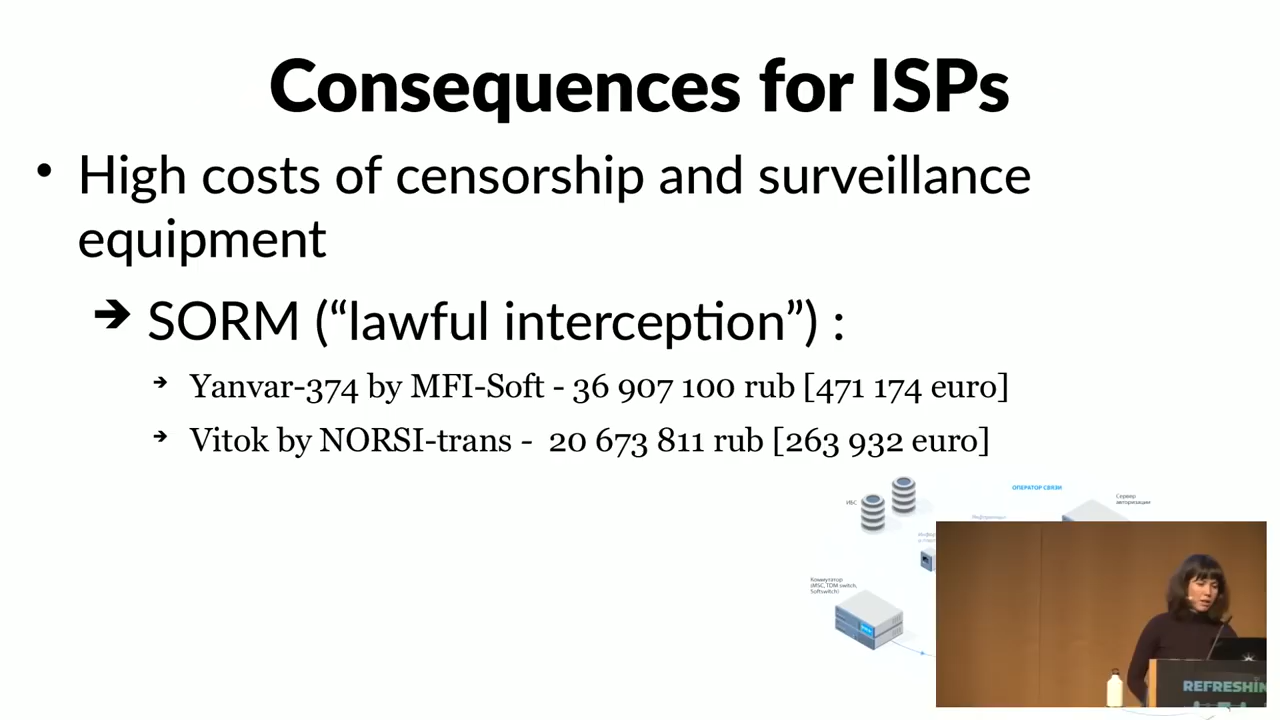 Consequences for ISPs
• High costs of censorship and surveillance
equipment
➔ SORM (“lawful interception”) :
➔ Yanvar-374 by MFI-Soft - 36 907 100 rub [471 174 euro]
➔ Vitok by NORSI-trans - 20 673 811 rub [263 932 euro]
ОПЕРАТОР СВЯЗИ
ИБС
Сервер
авторизации
Коммутатор
(MSC, TDM switch,
Softswitch)
REFRESHIN